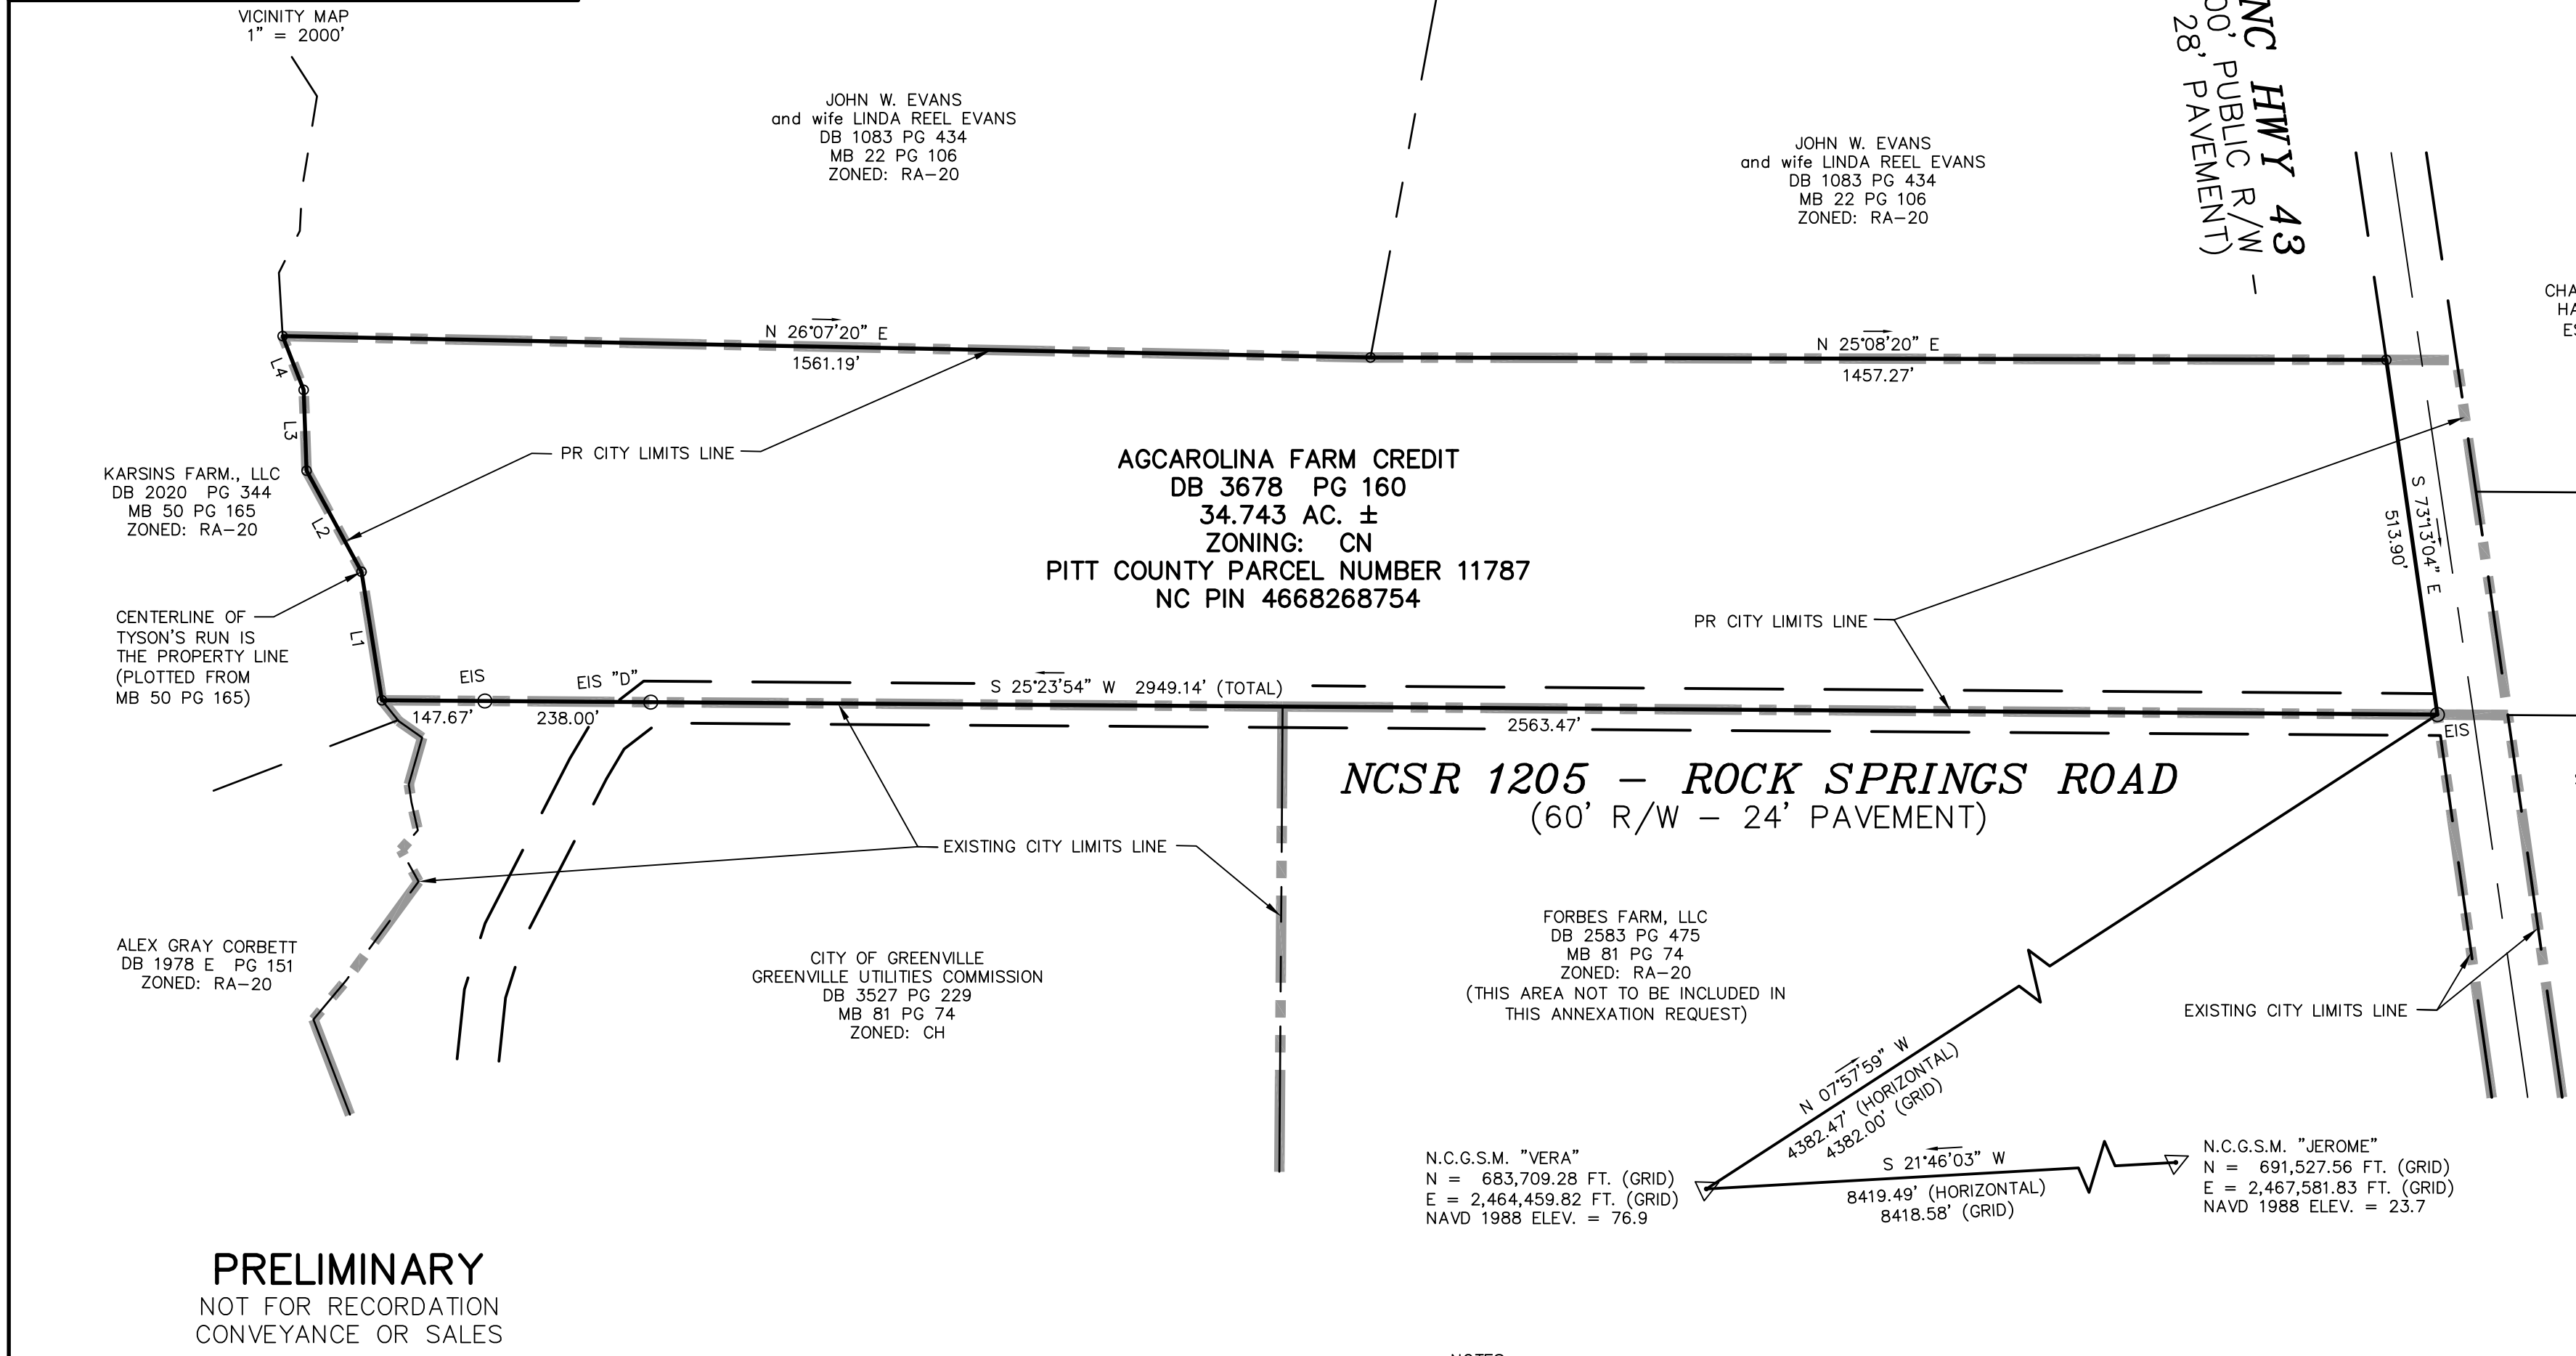 VICINITY MAP
1" = 2000'
JOHN W. EVANS
and wife LINDA REEL EVANS
DB 1083 PG 434
MB 22 PG 106
ZONED: RA-20
JOHN W. EVANS
and wife LINDA REEL EVANS
DB 1083 PG 434
MB 22 PG 106
ZONED: RA-20
NC HWY 43
00' PUBLIC R/W -
28' PAVEMENT)
N 26°07'20" E
1561.19'
N 25°08'20" E
1457.27'
L4
L3
L2
L1
PR CITY LIMITS LINE
KARSINS FARM., LLC
DB 2020 PG 344
MB 50 PG 165
ZONED: RA-20
AGCAROLINA FARM CREDIT
DB 3678 PG 160
34.743 AC. ±
ZONING: CN
PITT COUNTY PARCEL NUMBER 11787
NC PIN 4668268754
S 73°13'04" E
513.90'
CENTERLINE OF
TYSON'S RUN IS
THE PROPERTY LINE
(PLOTTED FROM
MB 50 PG 165)
PR CITY LIMITS LINE
EIS
EIS "D"
S 25°23'54" W 2949.14' (TOTAL)
147.67'
238.00'
2563.47'
EIS
NCSR 1205 - ROCK SPRINGS ROAD
(60' R/W - 24' PAVEMENT)
EXISTING CITY LIMITS LINE
ALEX GRAY CORBETT
DB 1978 E PG 151
ZONED: RA-20
CITY OF GREENVILLE
GREENVILLE UTILITIES COMMISSION
DB 3527 PG 229
MB 81 PG 74
ZONED: CH
FORBES FARM, LLC
DB 2583 PG 475
MB 81 PG 74
ZONED: RA-20
(THIS AREA NOT TO BE INCLUDED IN
THIS ANNEXATION REQUEST)
EXISTING CITY LIMITS LINE
N 07°57'59" W
4382.47' (HORIZONTAL)
4382.00' (GRID)
N.C.G.S.M. "VERA"
N = 683,709.28 FT. (GRID)
E = 2,464,459.82 FT. (GRID)
NAVD 1988 ELEV. = 76.9
S 21°46'03" W
8419.49' (HORIZONTAL)
8418.58' (GRID)
N.C.G.S.M. "JEROME"
N = 691,527.56 FT. (GRID)
E = 2,467,581.83 FT. (GRID)
NAVD 1988 ELEV. = 23.7
PRELIMINARY
NOT FOR RECORDATION
CONVEYANCE OR SALES